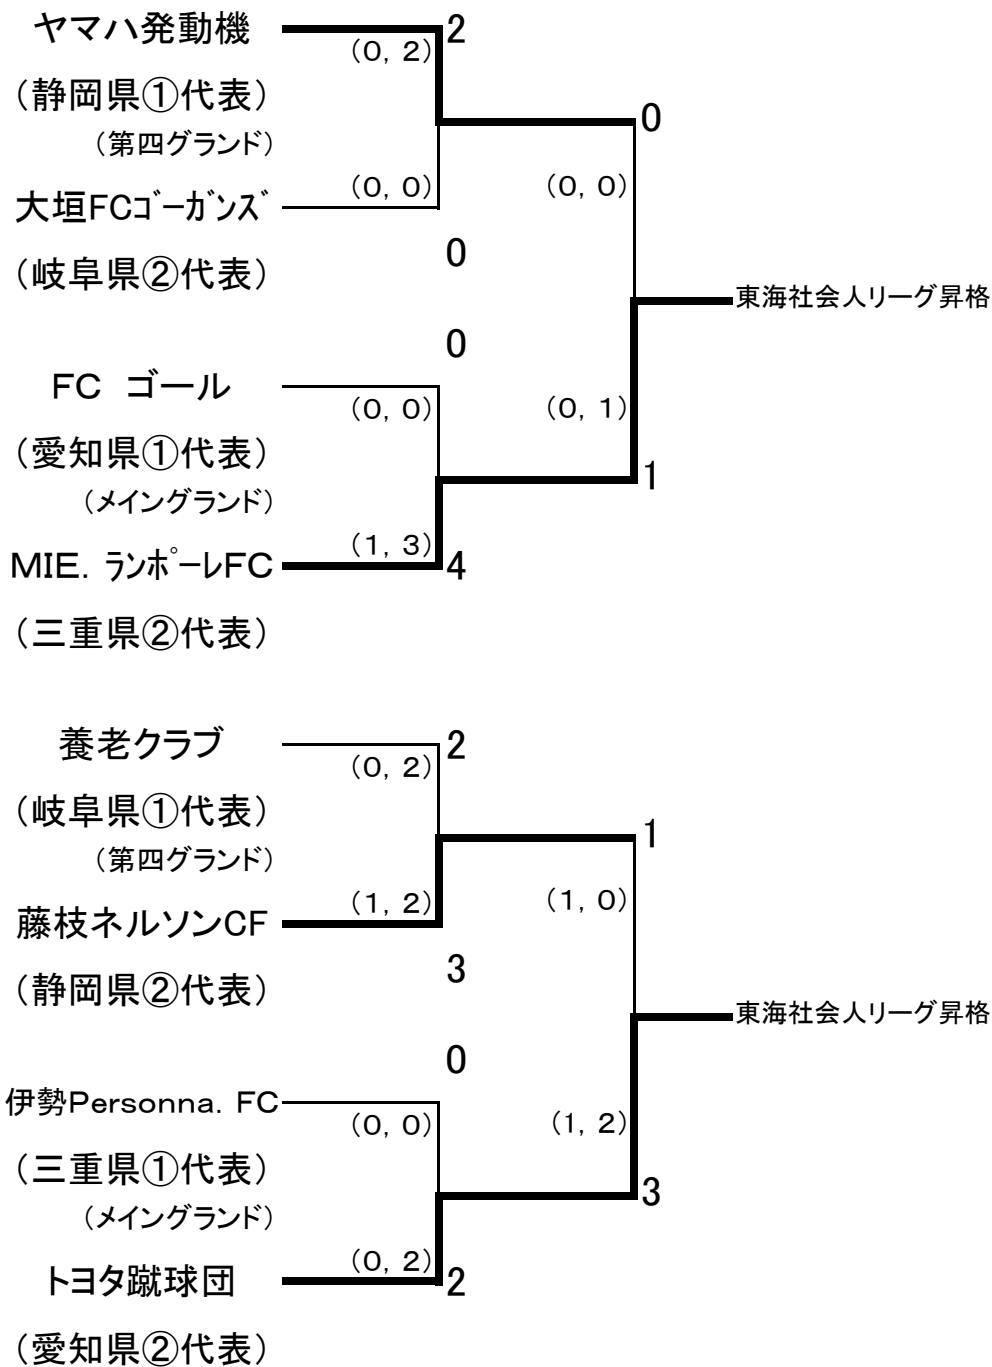 ヤマハ発動機
2
(0, 2)
(静岡県①代表)
0
(第四グランド)
(0, 0)
(0, 0)
大垣FCゴーガンズ
0
(岐阜県②代表)
東海社会人リーグ昇格
0
FC ゴール
(0, 0)
(0, 1)
(愛知県①代表)
1
(メイングランド)
(1, 3)
MIE. ランポーレFC
4
(三重県②代表)
養老クラブ
2
(0, 2)
(岐阜県①代表)
1
(第四グランド)
(1, 2)
(1, 0)
藤枝ネルソンCF
3
(静岡県②代表)
東海社会人リーグ昇格
0
伊勢Personna. FC
(0, 0)
(1, 2)
(三重県①代表)
3
(メイングランド)
(0, 2)
トヨタ蹴球団
2
(愛知県②代表)